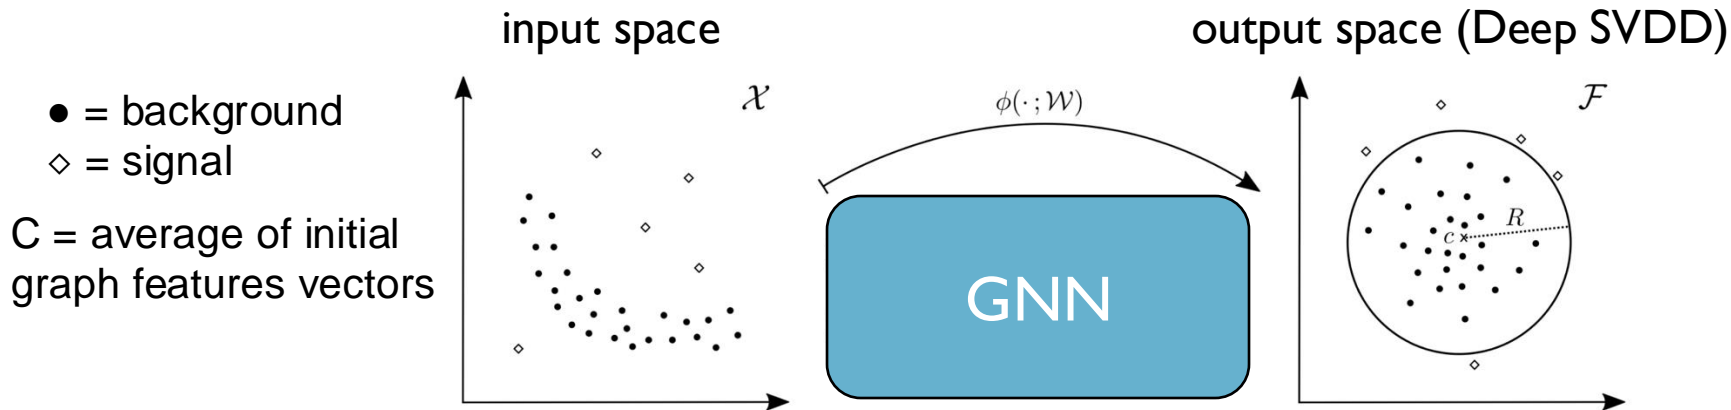 input space
output space (Deep SVDD)
● = background
◇ = signal
C = average of initial
graph features vectors
𝒳
ϕ(· ; 𝒲)
GNN
ℱ
R
c